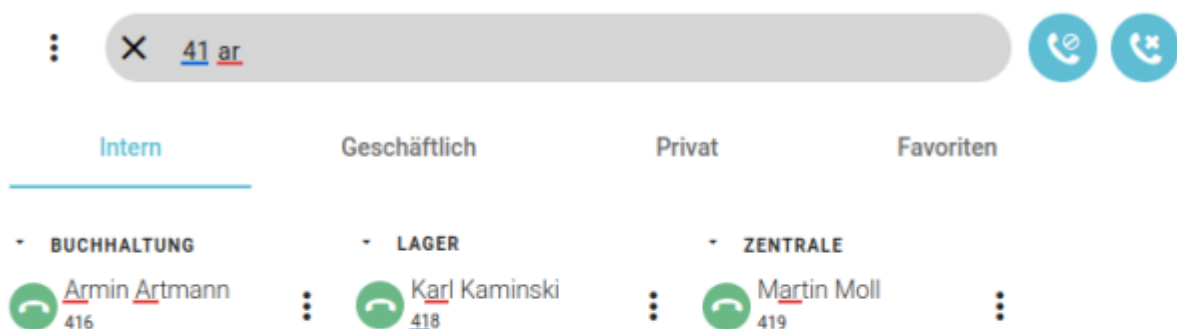 41 ar
Intern Geschäftlich Privat Favoriten
BUCHHALTUNG LAGER ZENTRALE
Armin Artmann Karl Kaminski Martin Moll
416 418 419